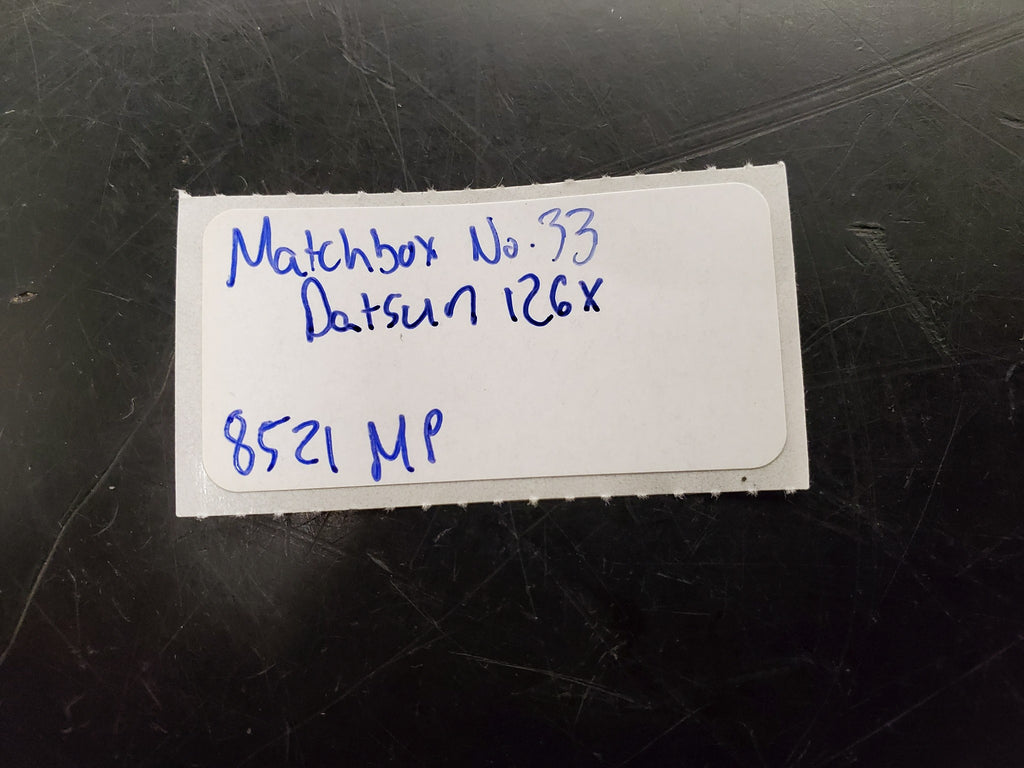 Matchbox No. 33
Datsun 126x
8521 MP